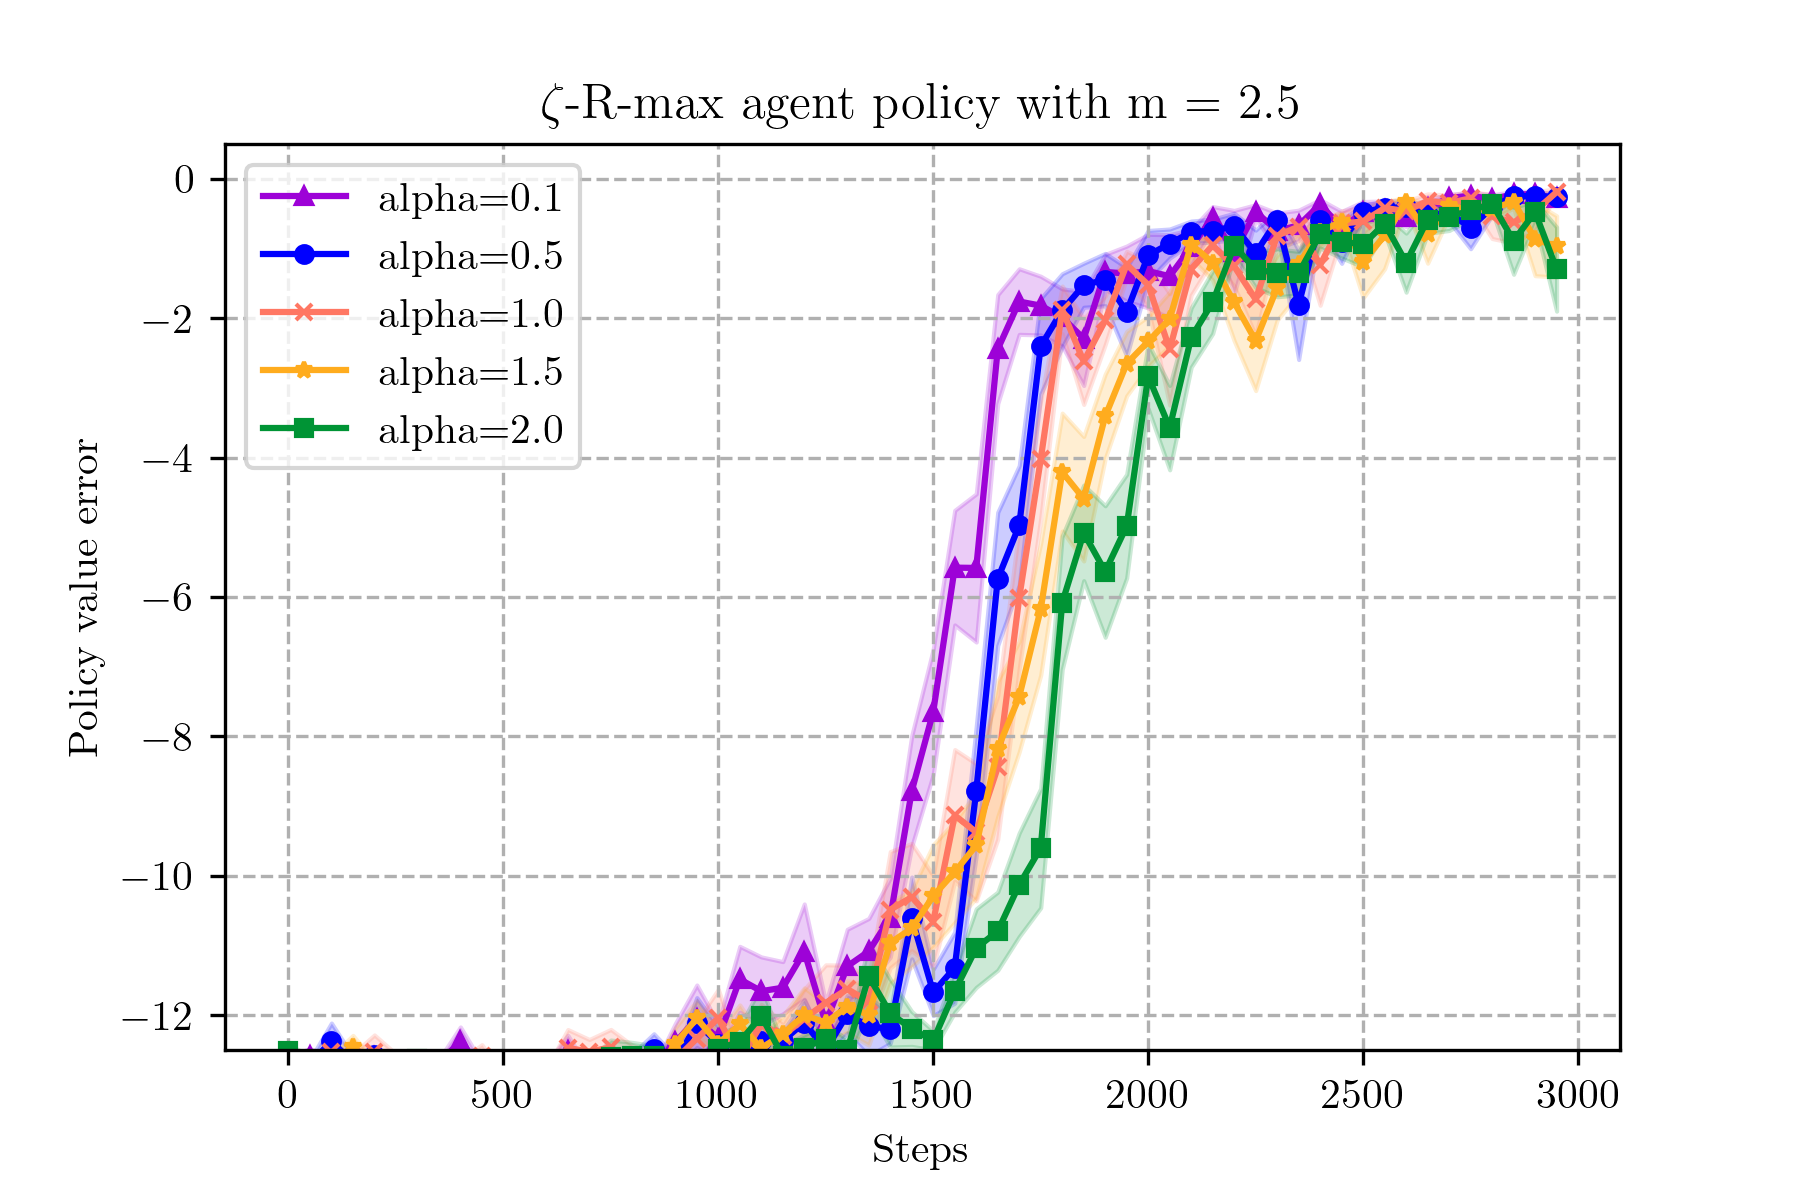 ζ-R-max agent policy with m = 2.5
0
−2
−4
−6
−8
−10
−12
Policy value error
alpha=0.1
alpha=0.5
alpha=1.0
alpha=1.5
alpha=2.0
0 500 1000 1500 2000 2500 3000
Steps